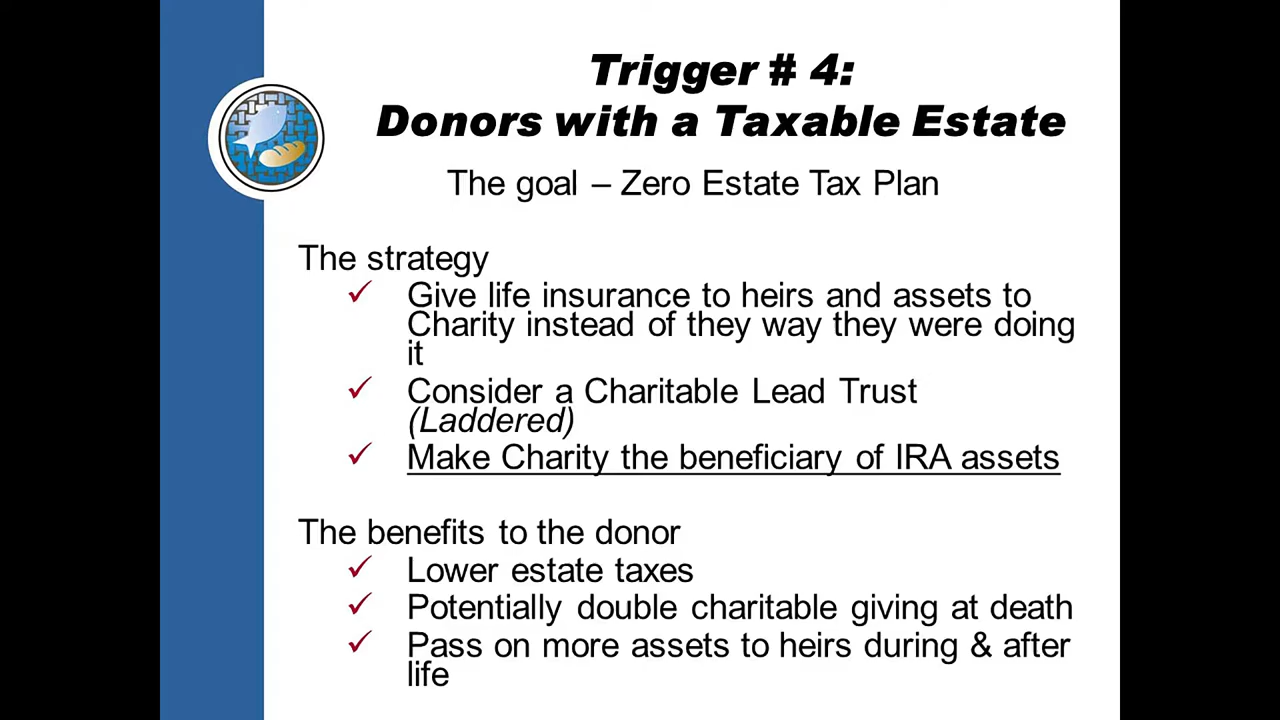 Trigger # 4:
Donors with a Taxable Estate
The goal – Zero Estate Tax Plan
The strategy
✓ Give life insurance to heirs and assets to
Charity instead of they way they were doing
it
✓ Consider a Charitable Lead Trust
(Laddered)
✓ Make Charity the beneficiary of IRA assets
The benefits to the donor
✓ Lower estate taxes
✓ Potentially double charitable giving at death
✓ Pass on more assets to heirs during & after
life